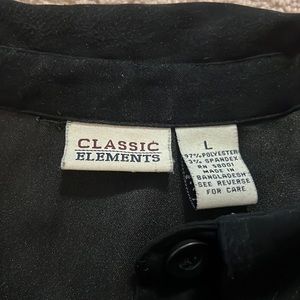 CLASSIC
ELEMENTS
L
97% POLYESTER
3% SPANDEX
RN 58001
MADE IN
BANGLADESH
SEE REVERSE
FOR CARE